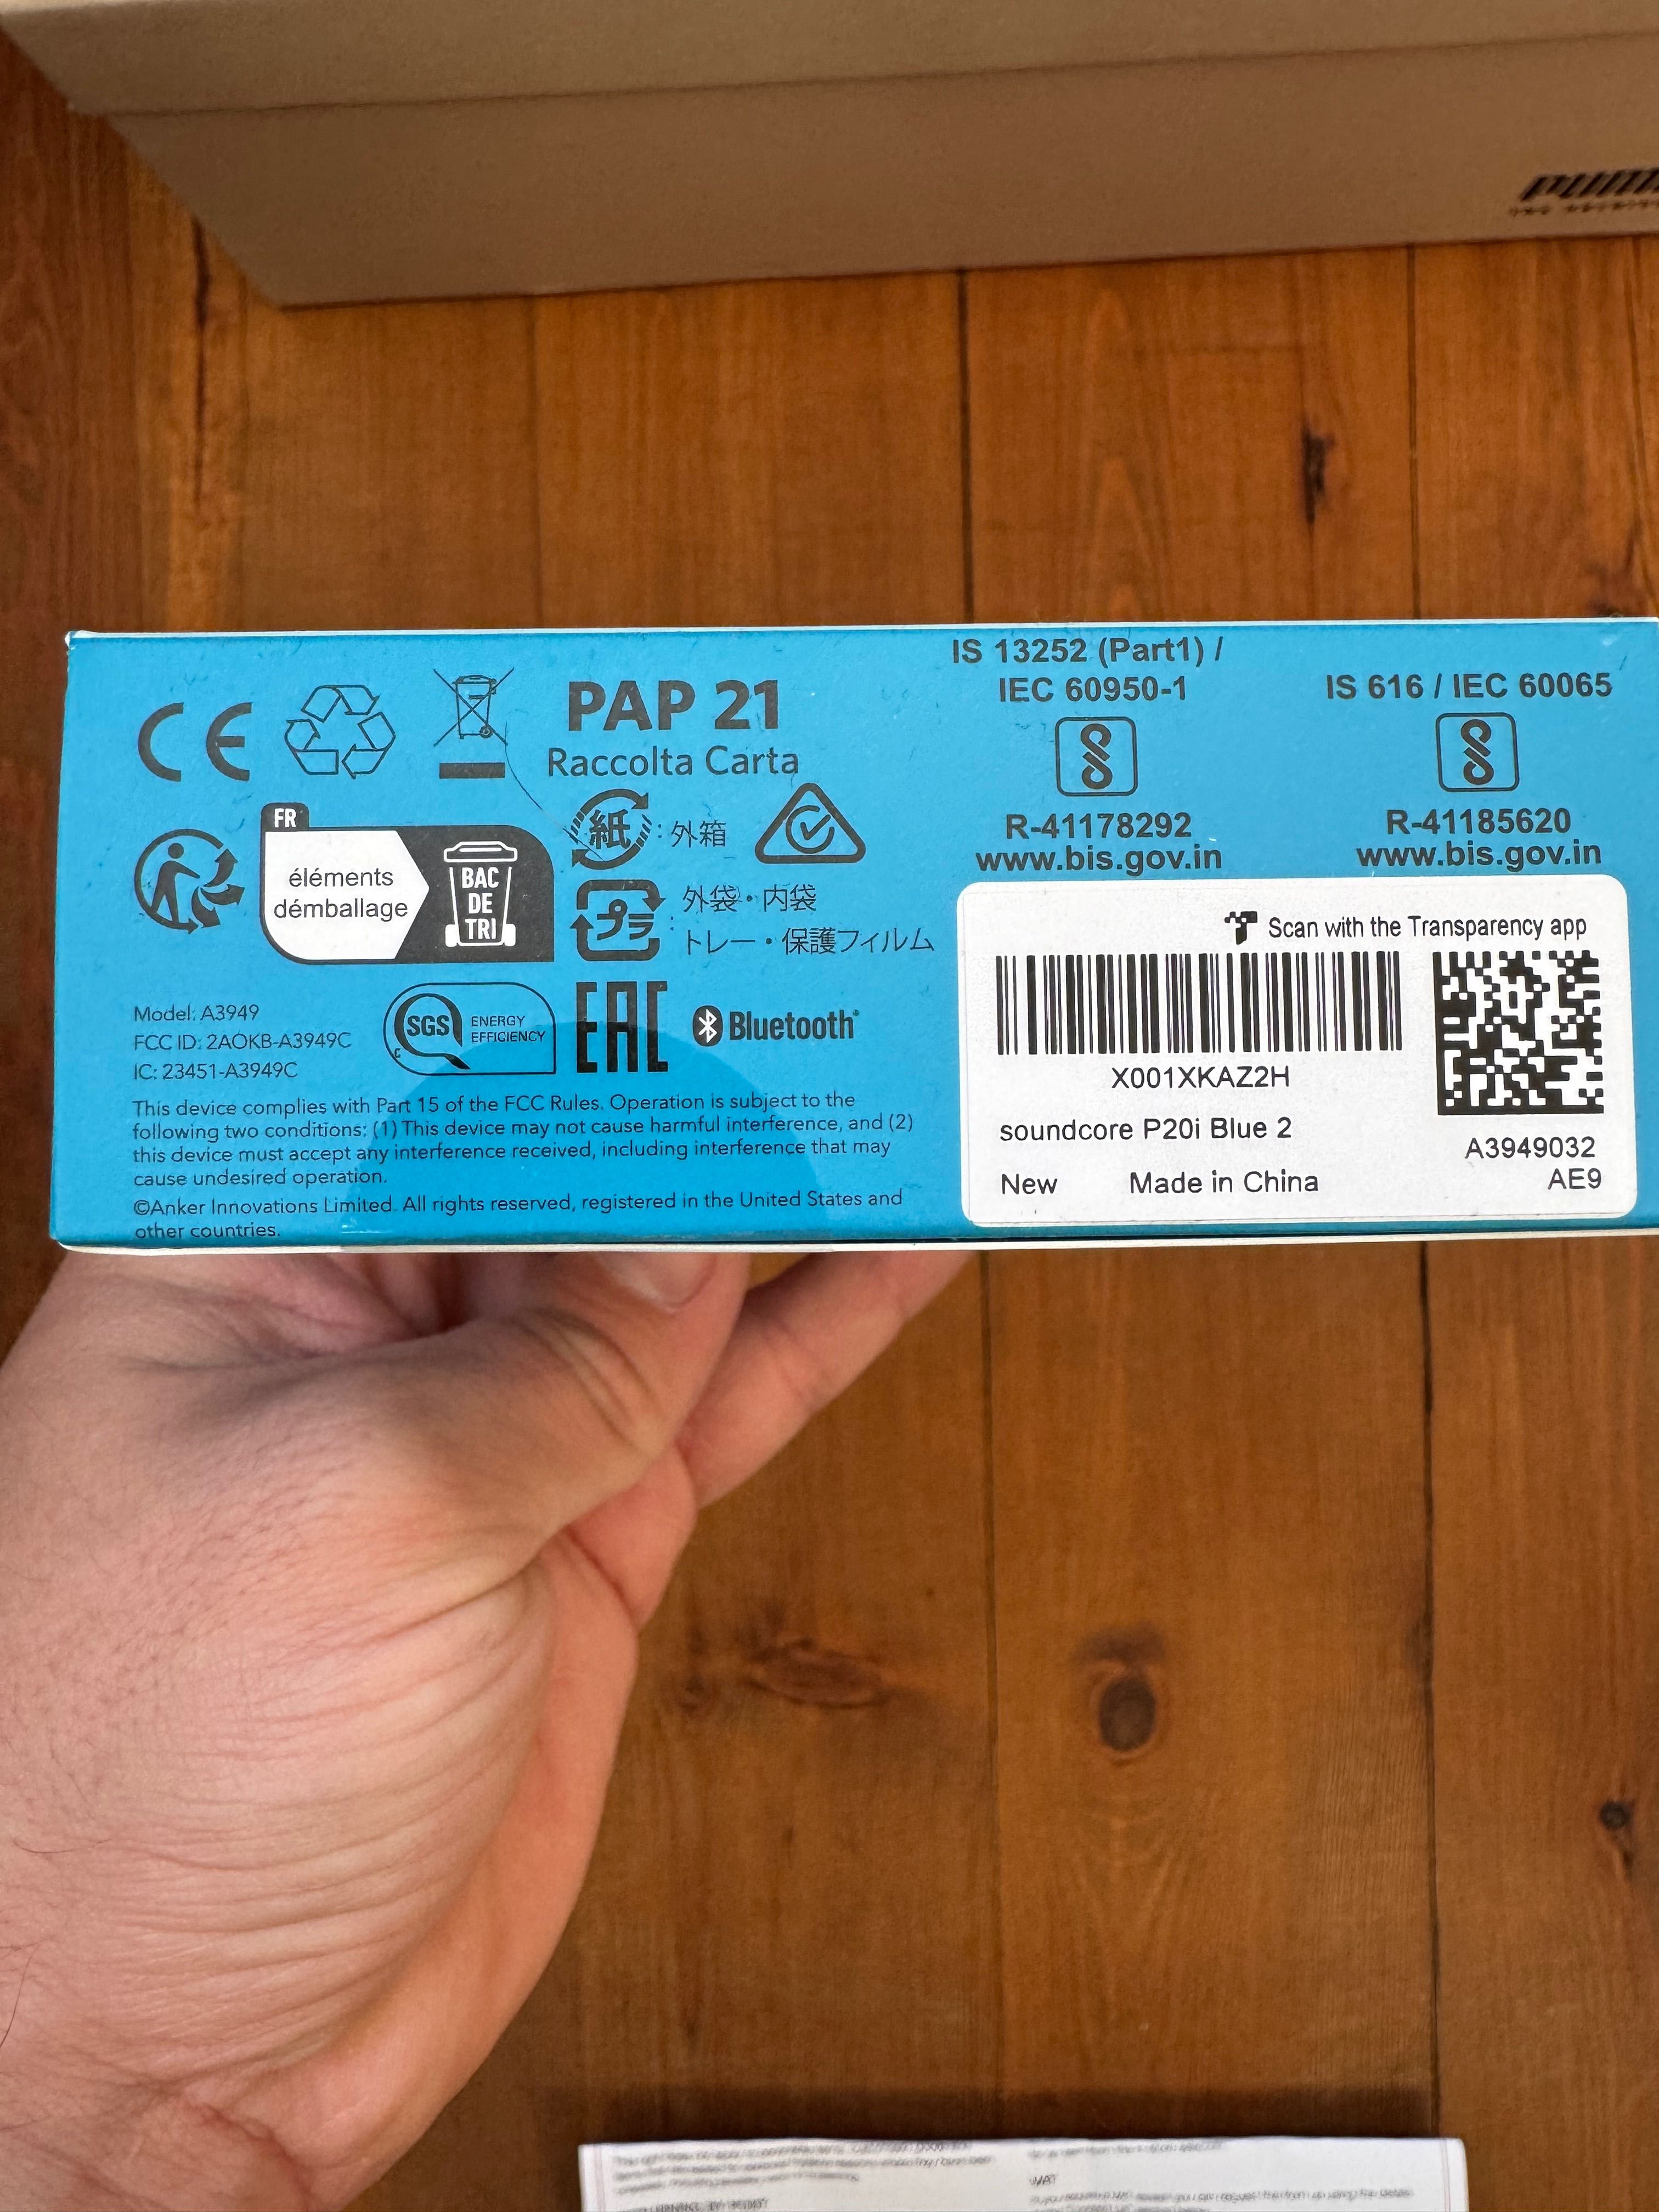 PUMA
IS 13252 (Part1) /
IEC 60950-1
R-41178292
www.bis.gov.in
IS 616 / IEC 60065
R-41185620
www.bis.gov.in
CE
PAP 21
Raccolta Carta
FR
éléments
démballage
BAC
DE
TRI
紙 : 外箱
プラ : 外袋・内袋
トレー・保護フィルム
Model: A3949
FCC ID: 2AOKB-A3949C
IC: 23451-A3949C
SGS
C
ENERGY
EFFICIENCY
EAC
Bluetooth®
This device complies with Part 15 of the FCC Rules. Operation is subject to the
following two conditions: (1) This device may not cause harmful interference, and (2)
this device must accept any interference received, including interference that may
cause undesired operation.
©Anker Innovations Limited. All rights reserved, registered in the United States and
other countries.
Scan with the Transparency app
X001XKAZ2H
soundcore P20i Blue 2
New Made in China
A3949032
AE9